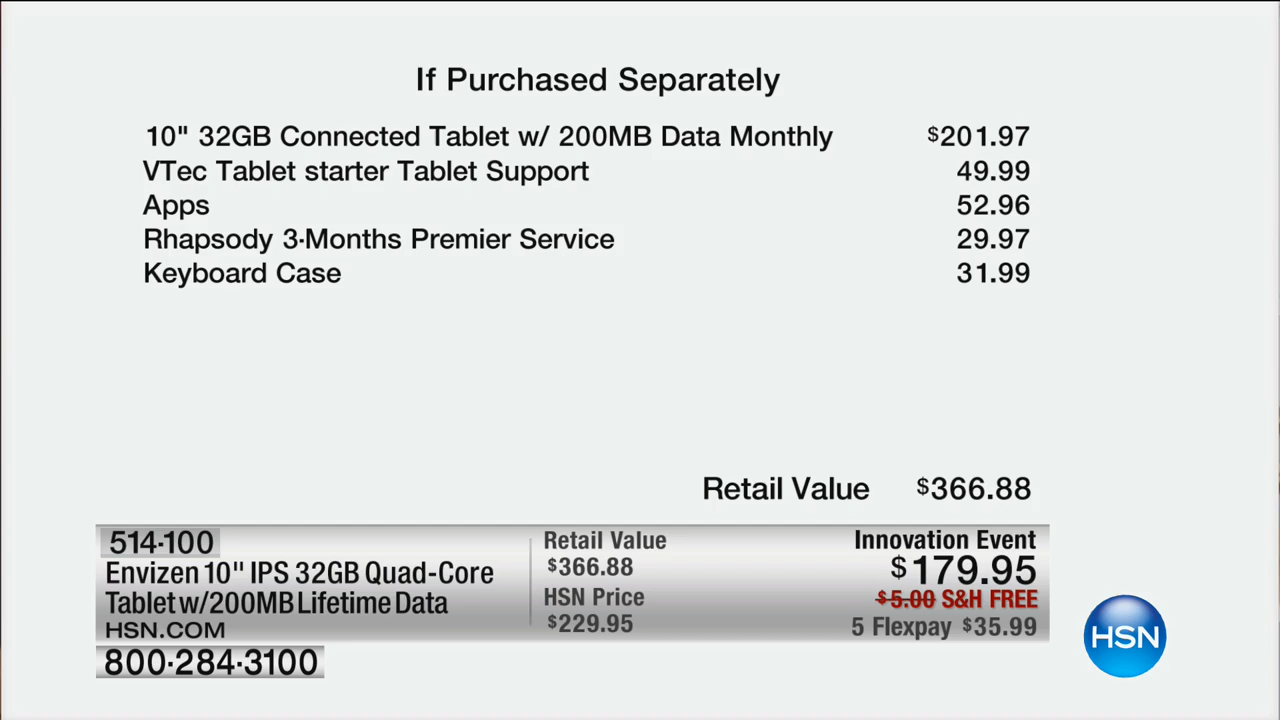 If Purchased Separately
10" 32GB Connected Tablet w/ 200MB Data Monthly $201.97
VTec Tablet starter Tablet Support 49.99
Apps 52.96
Rhapsody 3·Months Premier Service 29.97
Keyboard Case 31.99
Retail Value $366.88
514·100
Envizen 10" IPS 32GB Quad-Core
Tablet w/200MB Lifetime Data
HSN.COM
800·284·3100
Retail Value
$366.88
HSN Price
$229.95
Innovation Event
$179.95
$5.00 S&H FREE
5 Flexpay $35.99
HSN